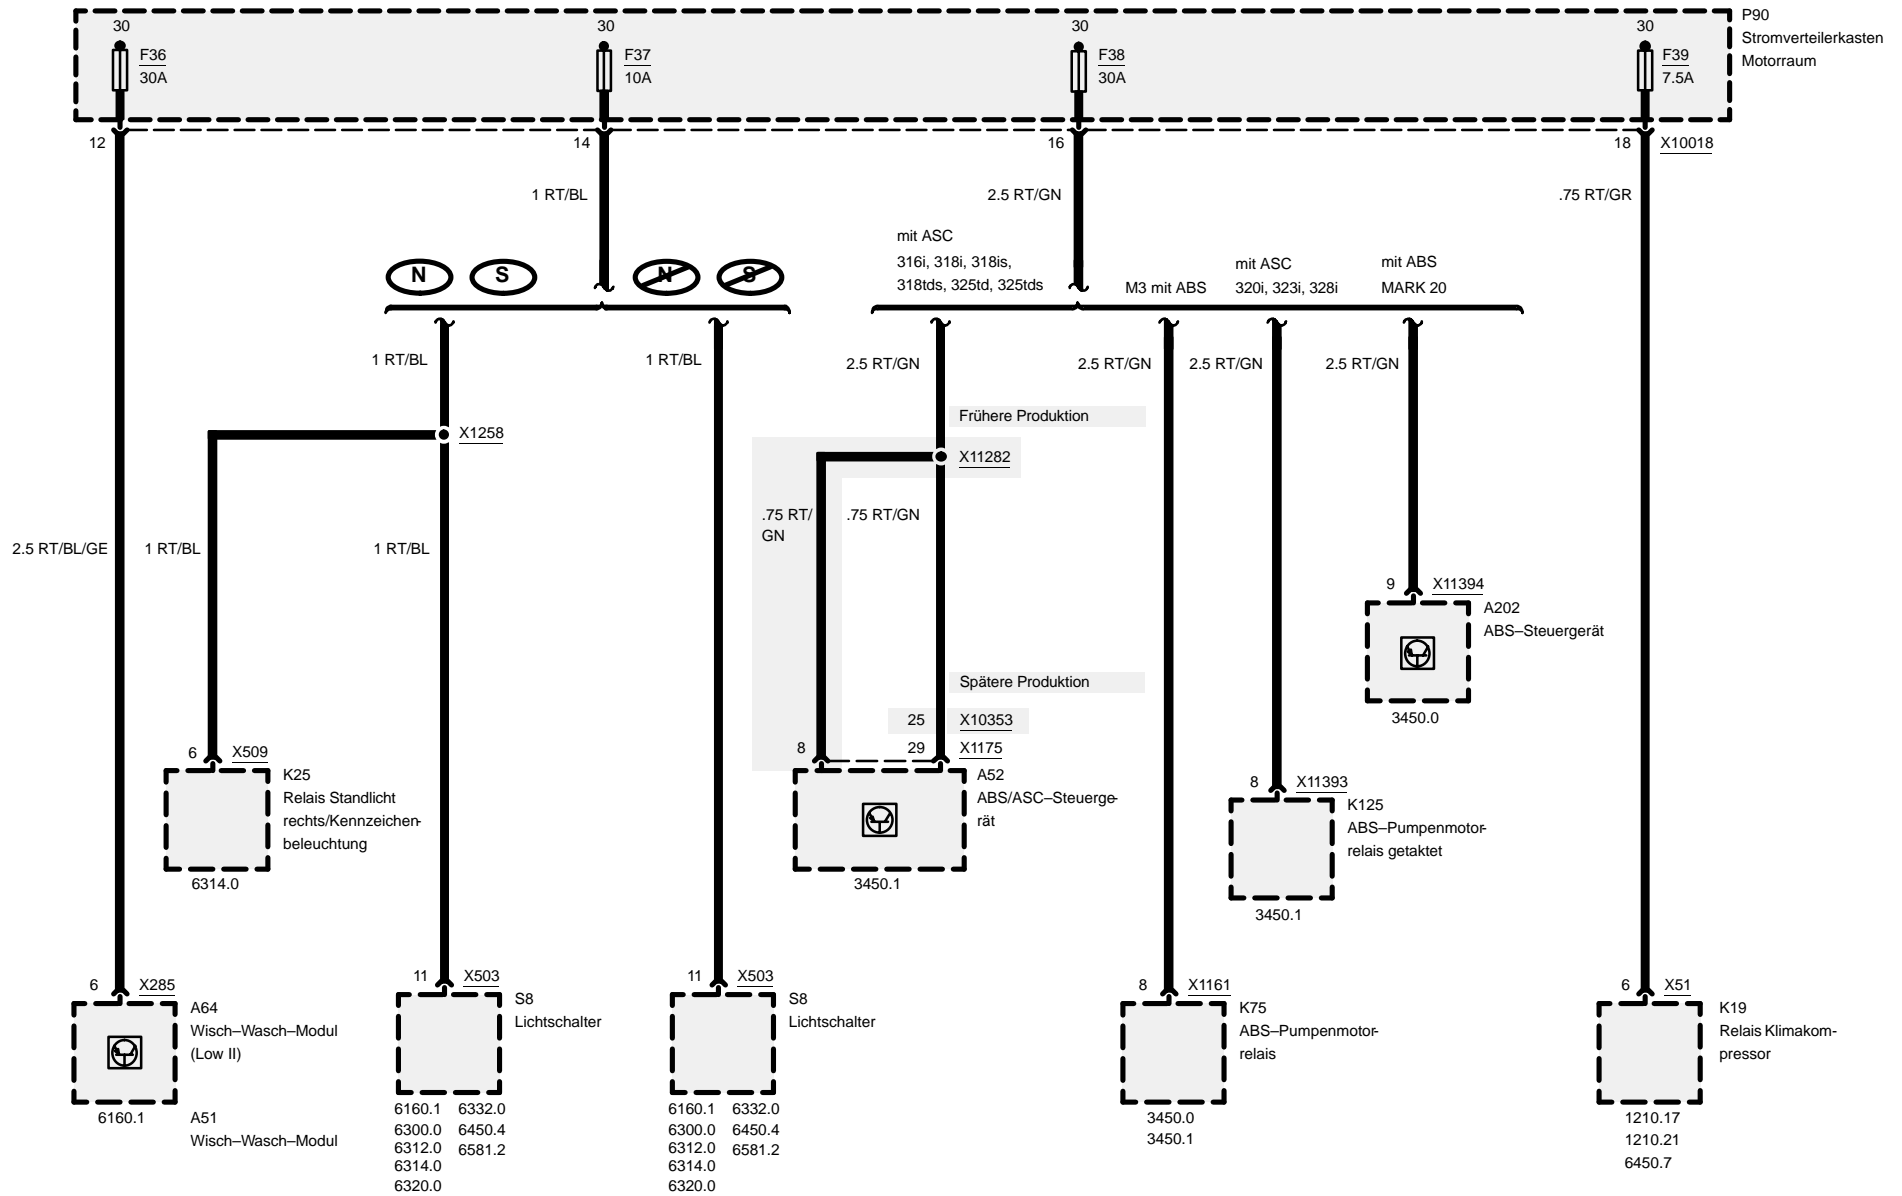 30
30
30
30
P90
Stromverteilerkasten
Motorraum
F36
30A
F37
10A
F38
30A
F39
7.5A
12
14
16
18
X10018
1 RT/BL
2.5 RT/GN
.75 RT/GR
N
S
N
S
mit ASC
316i, 318i, 318is,
318tds, 325td, 325tds
M3 mit ABS
mit ASC
320i, 323i, 328i
mit ABS
MARK 20
1 RT/BL
1 RT/BL
2.5 RT/GN
2.5 RT/GN
2.5 RT/GN
2.5 RT/GN
Frühere Produktion
X1258
X11282
.75 RT/
GN
.75 RT/GN
2.5 RT/BL/GE
1 RT/BL
1 RT/BL
9
X11394
A202
ABS–Steuergerät
3450.0
Spätere Produktion
25
X10353
8
29
X1175
6
X509
K25
Relais Standlicht
rechts/Kennzeichen-
beleuchtung
6314.0
A52
ABS/ASC–Steuerge-
rät
3450.1
8
X11393
K125
ABS–Pumpenmotor-
relais getaktet
3450.1
6
X285
A64
Wisch–Wasch–Modul
(Low II)
6160.1
A51
Wisch–Wasch–Modul
11
X503
S8
Lichtschalter
6160.1 6332.0
6300.0 6450.4
6312.0 6581.2
6314.0
6320.0
11
X503
S8
Lichtschalter
6160.1 6332.0
6300.0 6450.4
6312.0 6581.2
6314.0
6320.0
8
X1161
K75
ABS–Pumpenmotor-
relais
3450.0
3450.1
6
X51
K19
Relais Klimakom-
pressor
1210.17
1210.21
6450.7